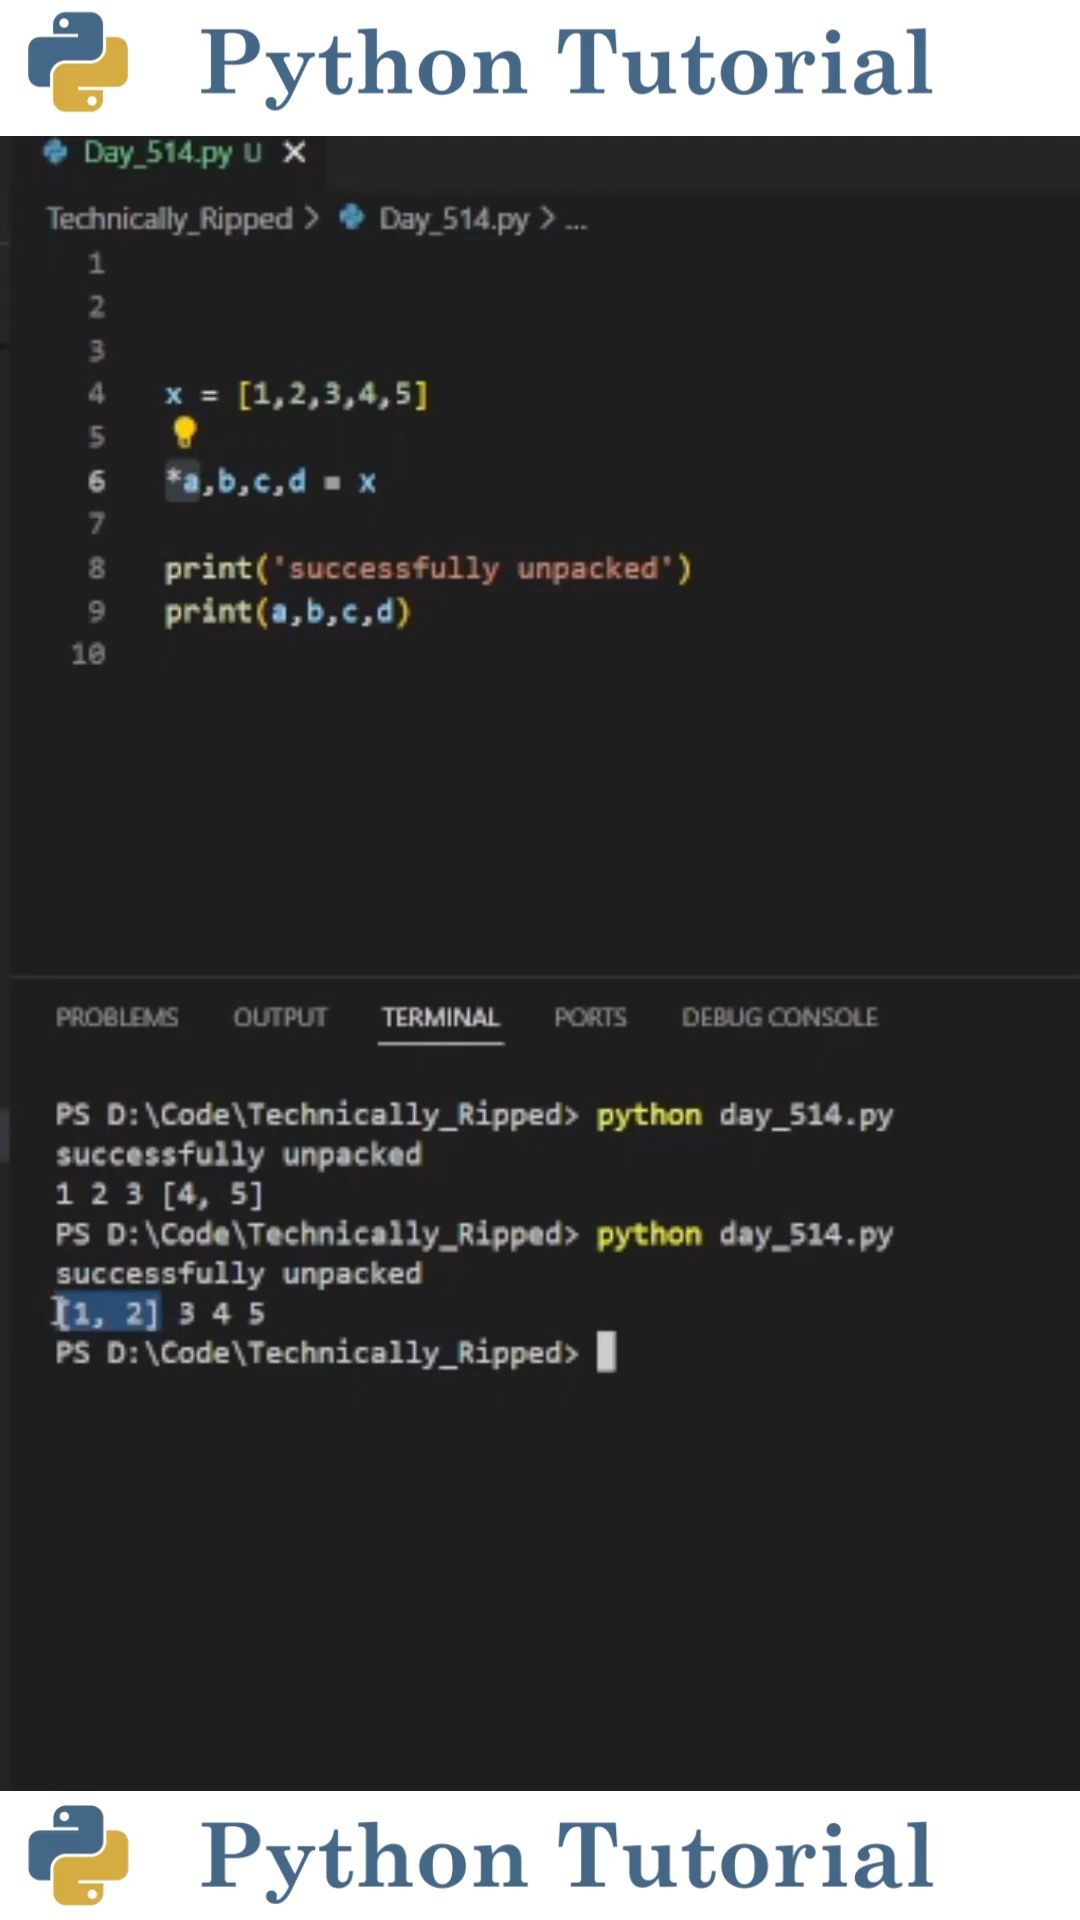 Python Tutorial
Day_514.py U X
Technically_Ripped > Day_514.py > ...
1
2
3
4 x = [1,2,3,4,5]
5
6 *a,b,c,d = x
7
8 print('successfully unpacked')
9 print(a,b,c,d)
10
PROBLEMS OUTPUT TERMINAL PORTS DEBUG CONSOLE
PS D:\Code\Technically_Ripped> python day_514.py
successfully unpacked
1 2 3 [4, 5]
PS D:\Code\Technically_Ripped> python day_514.py
successfully unpacked
[1, 2] 3 4 5
PS D:\Code\Technically_Ripped>
Python Tutorial